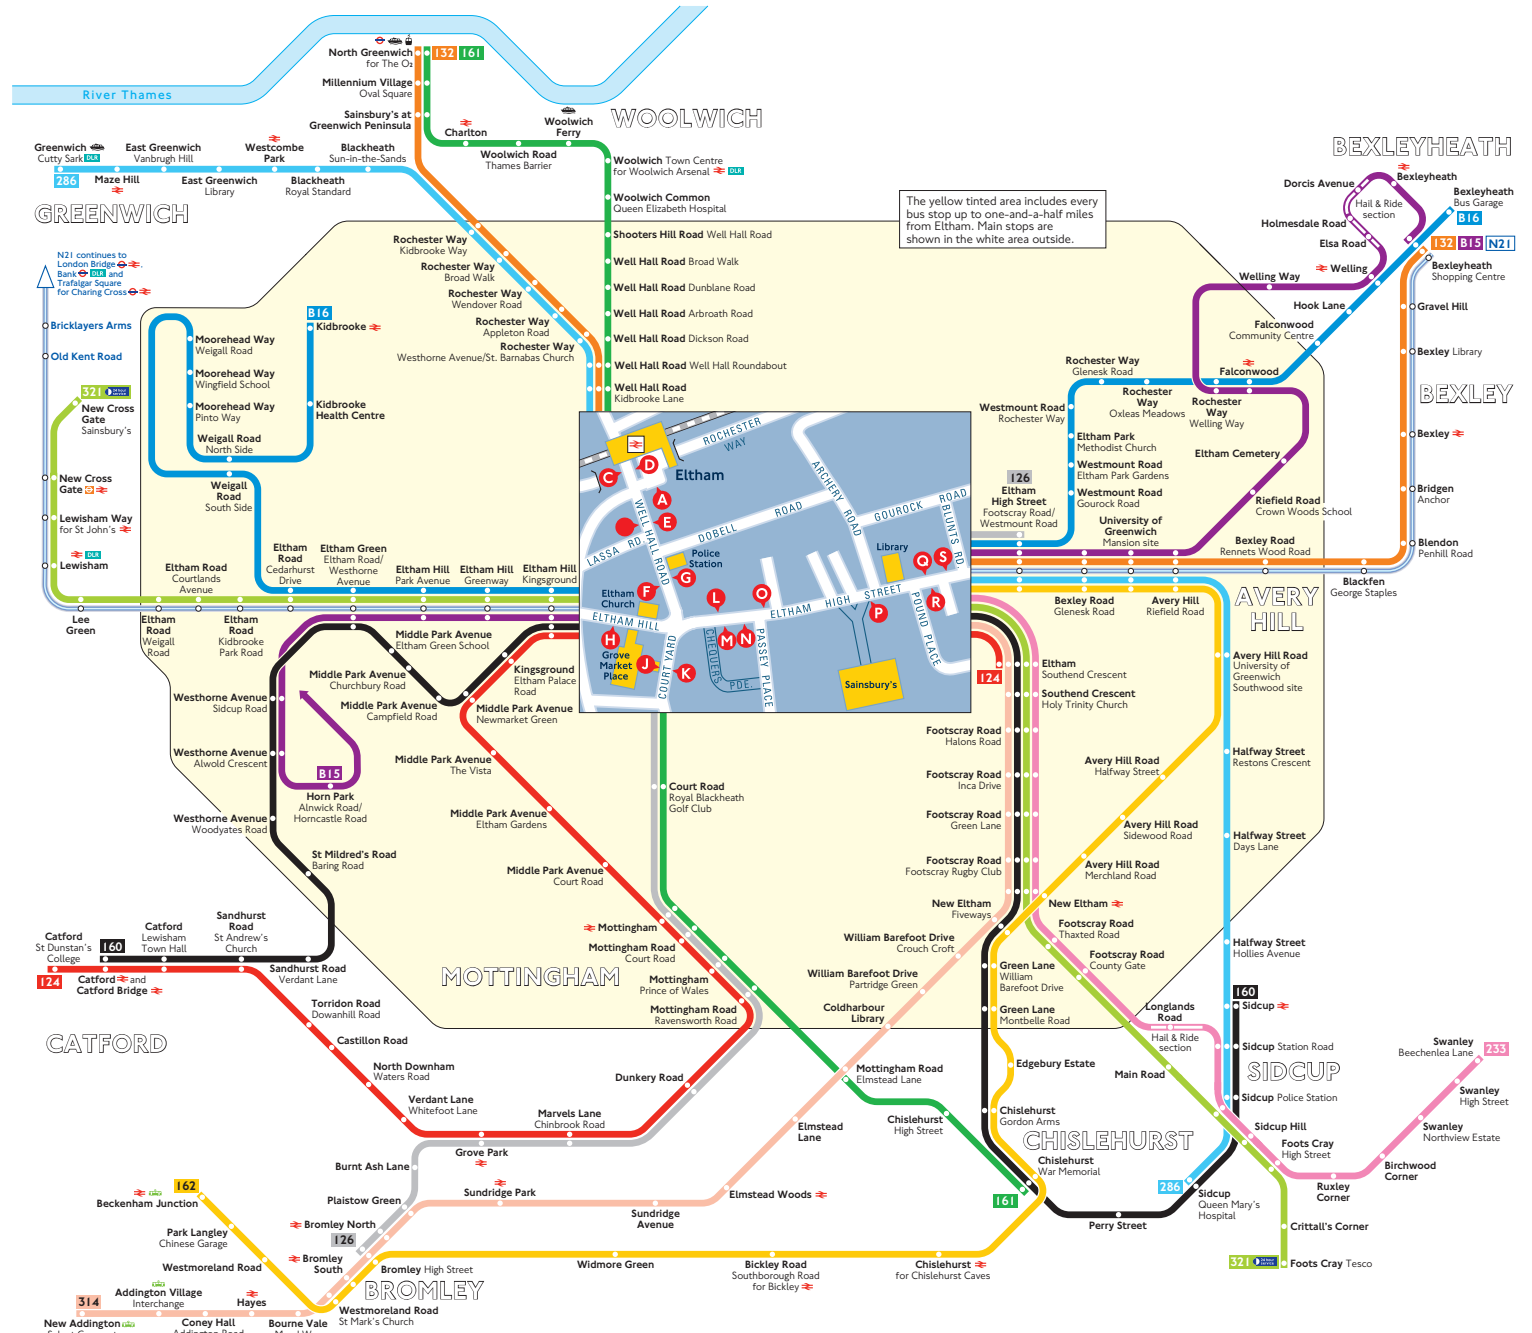 River Thames
North Greenwich
for The O2
132
161
Millennium Village
Oval Square
Sainsbury's at
Greenwich Peninsula
Charlton
Woolwich
Ferry
Woolwich Road
Thames Barrier
WOOLWICH
Woolwich Town Centre
for Woolwich Arsenal
DLR
Woolwich Common
Queen Elizabeth Hospital
Shooters Hill Road Well Hall Road
Well Hall Road Broad Walk
Well Hall Road Dunblane Road
Well Hall Road Arbroath Road
Well Hall Road Dickson Road
Well Hall Road Well Hall Roundabout
Well Hall Road
Kidbrooke Lane
Greenwich
Cutty Sark DLR
286
Maze Hill
East Greenwich
Vanbrugh Hill
East Greenwich
Library
Westcombe
Park
Blackheath
Royal Standard
Blackheath
Sun-in-the-Sands
GREENWICH
Rochester Way
Kidbrooke Way
Rochester Way
Broad Walk
Rochester Way
Wendover Road
Rochester Way
Appleton Road
Rochester Way
Westhorne Avenue/St. Barnabas Church
The yellow tinted area includes every
bus stop up to one-and-a-half miles
from Eltham. Main stops are
shown in the white area outside.
BEXLEYHEATH
Bexleyheath
Dorcis Avenue
Hail & Ride
section
Holmesdale Road
Elsa Road
Welling
Welling Way
Bexleyheath
Bus Garage
B16
132
B15
N21
Bexleyheath
Shopping Centre
Hook Lane
Falconwood
Community Centre
Gravel Hill
Bexley Library
BEXLEY
Bexley
Bridgen
Anchor
Blendon
Penhill Road
Blackfen
George Staples
Rochester Way
Glenesk Road
Falconwood
Westmount Road
Rochester Way
Rochester
Way
Oxleas Meadows
Rochester
Way
Welling Way
Eltham Park
Methodist Church
Westmount Road
Eltham Park Gardens
Westmount Road
Gourock Road
Eltham Cemetery
Riefield Road
Crown Woods School
126
Eltham
High Street
Footscray Road/
Westmount Road
University of
Greenwich
Mansion site
Bexley Road
Rennets Wood Road
Bexley Road
Glenesk Road
Avery Hill
Riefield Road
AVERY
HILL
N21 continues to
London Bridge
Bank DLR and
Trafalgar Square
for Charing Cross
Bricklayers Arms
Old Kent Road
321
24 hour
service
New Cross
Gate
Sainsbury's
New Cross
Gate
Lewisham Way
for St John's
DLR
Lewisham
Lee
Green
B16
Kidbrooke
Moorehead Way
Weigall Road
Moorehead Way
Wingfield School
Moorehead Way
Pinto Way
Kidbrooke
Health Centre
Weigall Road
North Side
Weigall
Road
South Side
Eltham Road
Courtlands
Avenue
Eltham
Road
Cedarhurst
Drive
Eltham Green
Eltham Road/
Westhorne
Avenue
Eltham Hill
Park Avenue
Eltham Hill
Greenway
Eltham Hill
Kingsground
Eltham
Road
Weigall
Road
Eltham
Road
Kidbrooke
Park Road
Middle Park Avenue
Eltham Green School
Middle Park Avenue
Churchbury Road
Middle Park Avenue
Campfield Road
Kingsground
Eltham Palace
Road
Middle Park Avenue
Newmarket Green
Westhorne Avenue
Sidcup Road
Westhorne Avenue
Alwold Crescent
B15
Horn Park
Alnwick Road/
Horncastle Road
Westhorne Avenue
Woodyates Road
St Mildred's Road
Baring Road
Middle Park Avenue
The Vista
Middle Park Avenue
Eltham Gardens
Middle Park Avenue
Court Road
Eltham
ROCHESTER
WAY
ARCHERY ROAD
GOUROCK ROAD
BLUNTS RD.
DOBELL ROAD
LASSA RD.
WELL HALL ROAD
Police
Station
Library
Eltham
Church
ELTHAM HILL
ELTHAM HIGH STREET
Grove
Market
Place
COURT YARD
CHEQUERS
PDE.
PASSEY PLACE
POUND PLACE
Sainsbury's
C
D
A
E
G
F
H
J
K
L
M
N
O
P
Q
S
R
124
Eltham
Southend Crescent
Southend Crescent
Holy Trinity Church
Footscray Road
Halons Road
Footscray Road
Inca Drive
Footscray Road
Green Lane
Footscray Road
Footscray Rugby Club
New Eltham
Fiveways
New Eltham
Footscray Road
Thaxted Road
Footscray Road
County Gate
Avery Hill Road
University of
Greenwich
Southwood site
Halfway Street
Restons Crescent
Avery Hill Road
Halfway Street
Avery Hill Road
Sidewood Road
Avery Hill Road
Merchland Road
Halfway Street
Days Lane
Halfway Street
Hollies Avenue
Court Road
Royal Blackheath
Golf Club
Mottingham
Mottingham Road
Court Road
Mottingham
Prince of Wales
Mottingham Road
Ravensworth Road
MOTTINGHAM
William Barefoot Drive
Crouch Croft
William Barefoot Drive
Partridge Green
Coldharbour
Library
Green Lane
William
Barefoot Drive
Green Lane
Montbelle Road
Edgebury Estate
Chislehurst
Gordon Arms
Longlands
Road
Hail & Ride
section
Main Road
160
Sidcup
Sidcup Station Road
SIDCUP
Sidcup Police Station
Sidcup Hill
Foots Cray
High Street
Swanley
Beechenlea Lane
233
Swanley
High Street
Swanley
Northview Estate
Birchwood
Corner
Ruxley
Corner
Crittall's Corner
321
24 hour
service
Foots Cray Tesco
Catford
St Dunstan's
College
160
124
Catford
Lewisham
Town Hall
Sandhurst
Road
St Andrew's
Church
Catford and
Catford Bridge
Sandhurst Road
Verdant Lane
CATFORD
Torridon Road
Dowanhill Road
Castillon Road
North Downham
Waters Road
Verdant Lane
Whitefoot Lane
Dunkery Road
Marvels Lane
Chinbrook Road
Grove Park
Burnt Ash Lane
Plaistow Green
Sundridge Park
Sundridge
Avenue
Elmstead Woods
Elmstead
Lane
Mottingham Road
Elmstead Lane
Chislehurst
High Street
CHISLEHURST
Chislehurst
War Memorial
161
286
Sidcup
Queen Mary's
Hospital
Perry Street
162
Beckenham Junction
Park Langley
Chinese Garage
Westmoreland Road
Bromley North
126
Bromley
South
Bromley High Street
BROMLEY
Widmore Green
Bickley Road
Southborough Road
for Bickley
Chislehurst
for Chislehurst Caves
Addington Village
Interchange
314
New Addington
Coney Hall
Addington Road
Hayes
Bourne Vale
Westmoreland Road
St Mark's Church